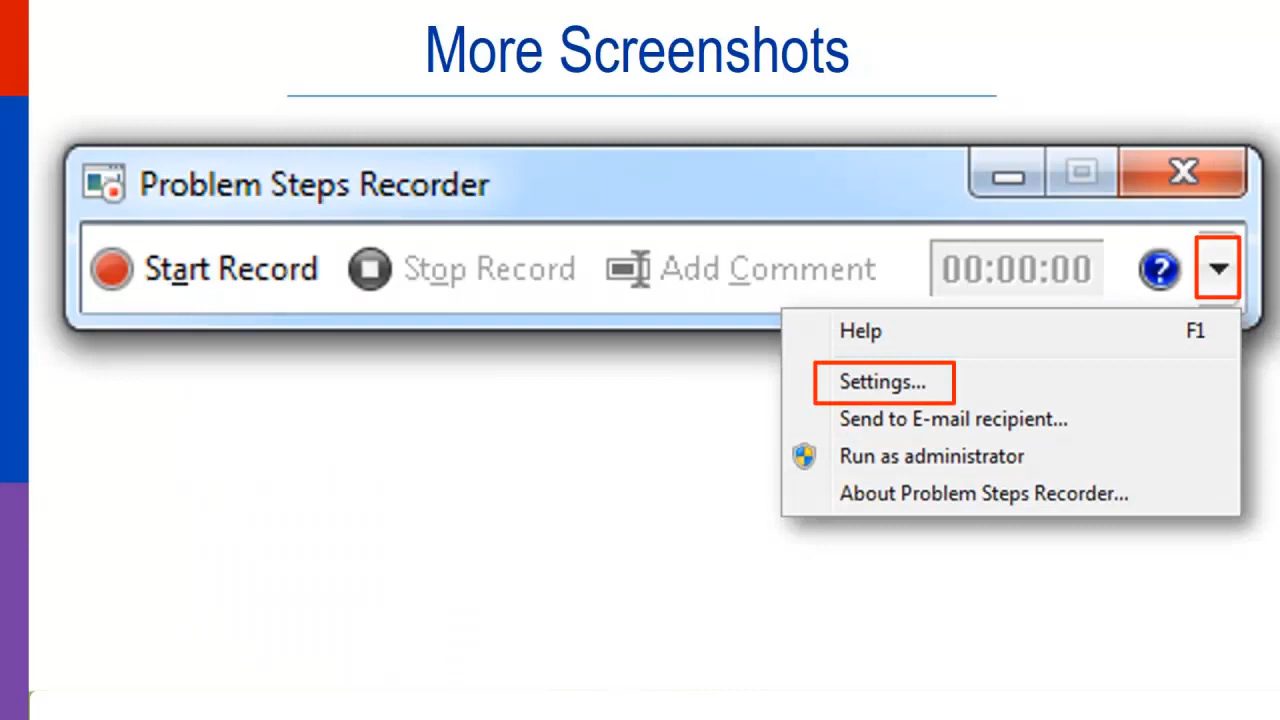 More Screenshots
Problem Steps Recorder
Start Record Stop Record Add Comment 00:00:00 ?
Help F1
Settings...
Send to E-mail recipient...
Run as administrator
About Problem Steps Recorder...